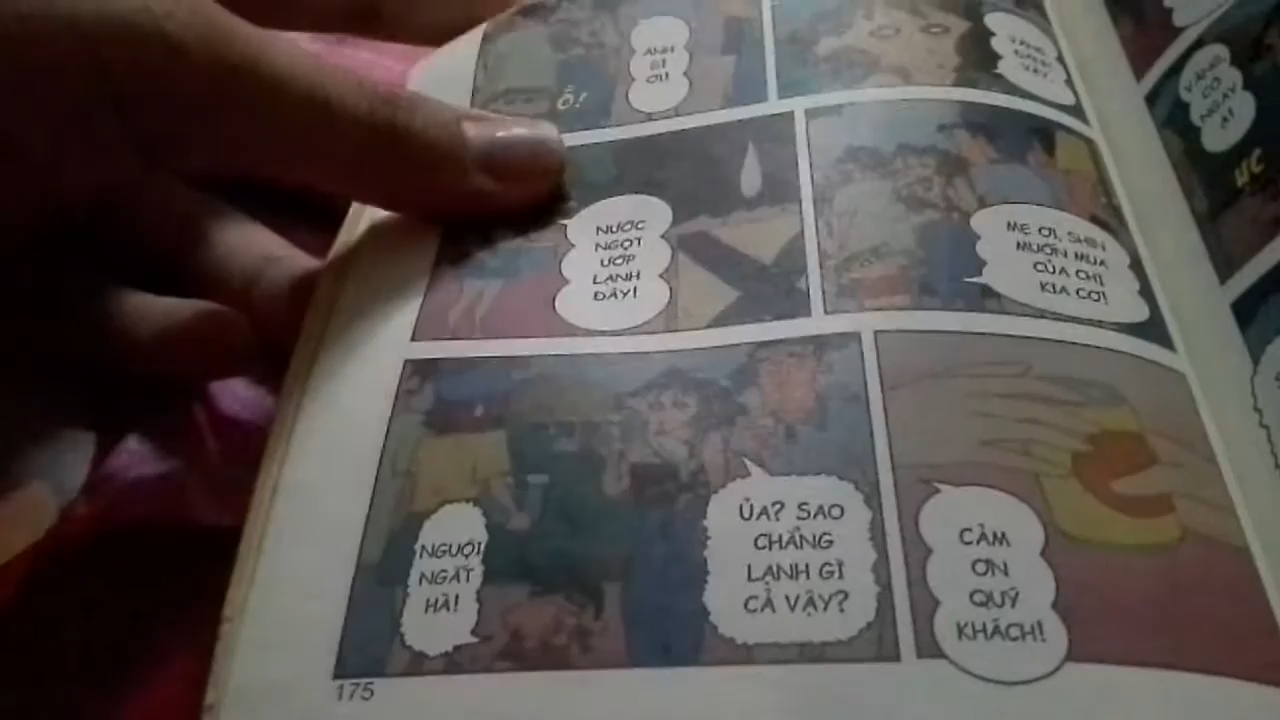 ANH
GÌ
ƠI!
Ồ!
VÂNG,
CÓ
NGAY
Ạ!
ỰC
NƯỚC
NGỌT
ƯỚP
LẠNH
ĐÂY!
MẸ ƠI, SHIN
MUỐN MUA
CỦA CHỊ
KIA CƠ!
NGUỘI
NGẮT
HÀ!
ỦA? SAO
CHẲNG
LẠNH GÌ
CẢ VẬY?
CẢM
ƠN
QUÝ
KHÁCH!
175